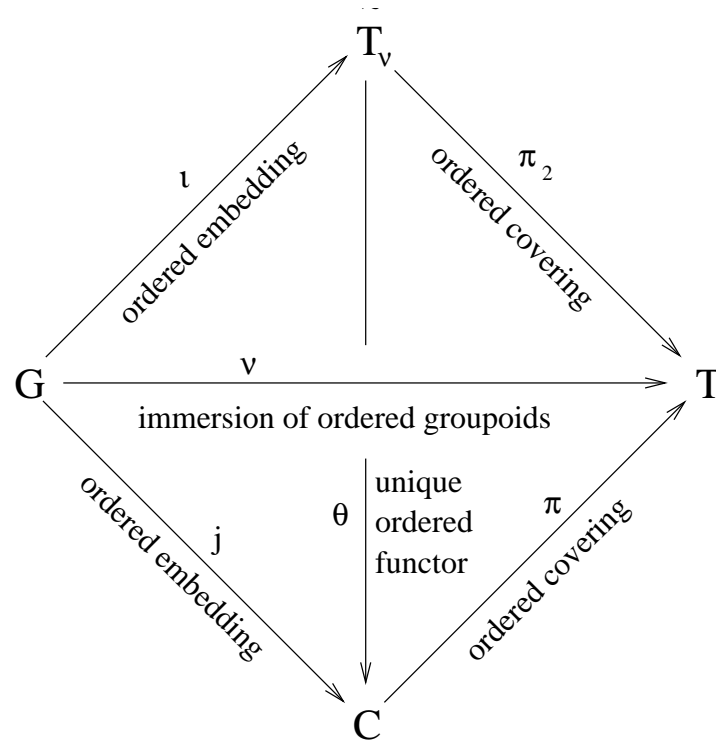 T_ν
ι
ordered embedding
π_2
ordered covering
G
ν
T
immersion of ordered groupoids
ordered embedding
j
θ
unique
ordered
functor
π
ordered covering
C